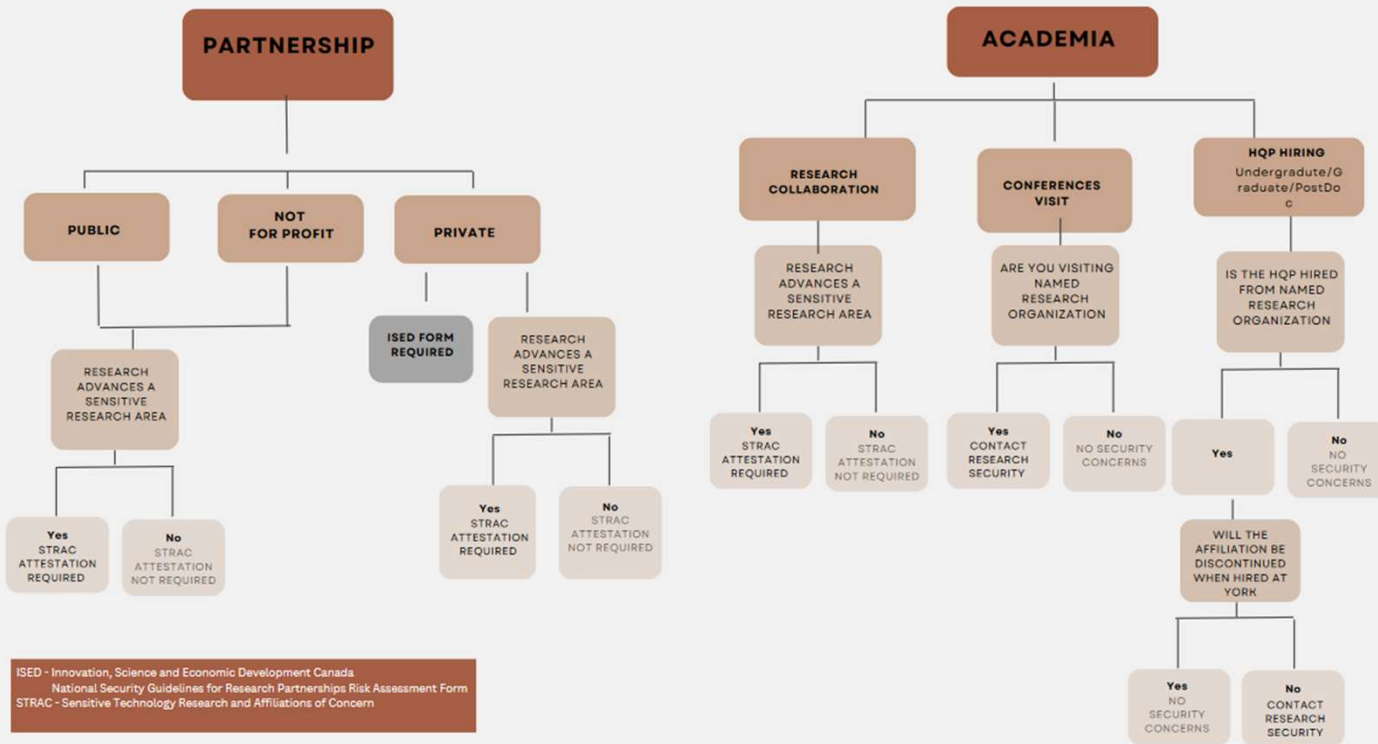 PARTNERSHIP
PUBLIC
NOT
FOR PROFIT
PRIVATE
RESEARCH
ADVANCES A
SENSITIVE
RESEARCH AREA
Yes
STRAC
ATTESTATION
REQUIRED
No
STRAC
ATTESTATION
NOT REQUIRED
ISED FORM
REQUIRED
RESEARCH
ADVANCES A
SENSITIVE
RESEARCH AREA
Yes
STRAC
ATTESTATION
REQUIRED
No
STRAC
ATTESTATION
NOT REQUIRED
ISED - Innovation, Science and Economic Development Canada
National Security Guidelines for Research Partnerships Risk Assessment Form
STRAC - Sensitive Technology Research and Affiliations of Concern
ACADEMIA
RESEARCH
COLLABORATION
RESEARCH
ADVANCES A
SENSITIVE
RESEARCH AREA
Yes
STRAC
ATTESTATION
REQUIRED
No
STRAC
ATTESTATION
NOT REQUIRED
CONFERENCES
VISIT
ARE YOU VISITING
NAMED
RESEARCH
ORGANIZATION
Yes
CONTACT
RESEARCH
SECURITY
No
NO SECURITY
CONCERNS
HQP HIRING
Undergradute/G
raduate/PostDo
c
IS THE HQP HIRED
FROM NAMED
RESEARCH
ORGANIZATION
Yes
No
NO
SECURITY
CONCERNS
WILL THE
AFFILIATION BE
DISCONTINUED
WHEN HIRED AT
YORK
Yes
NO
SECURITY
CONCERNS
No
CONTACT
RESEARCH
SECURITY